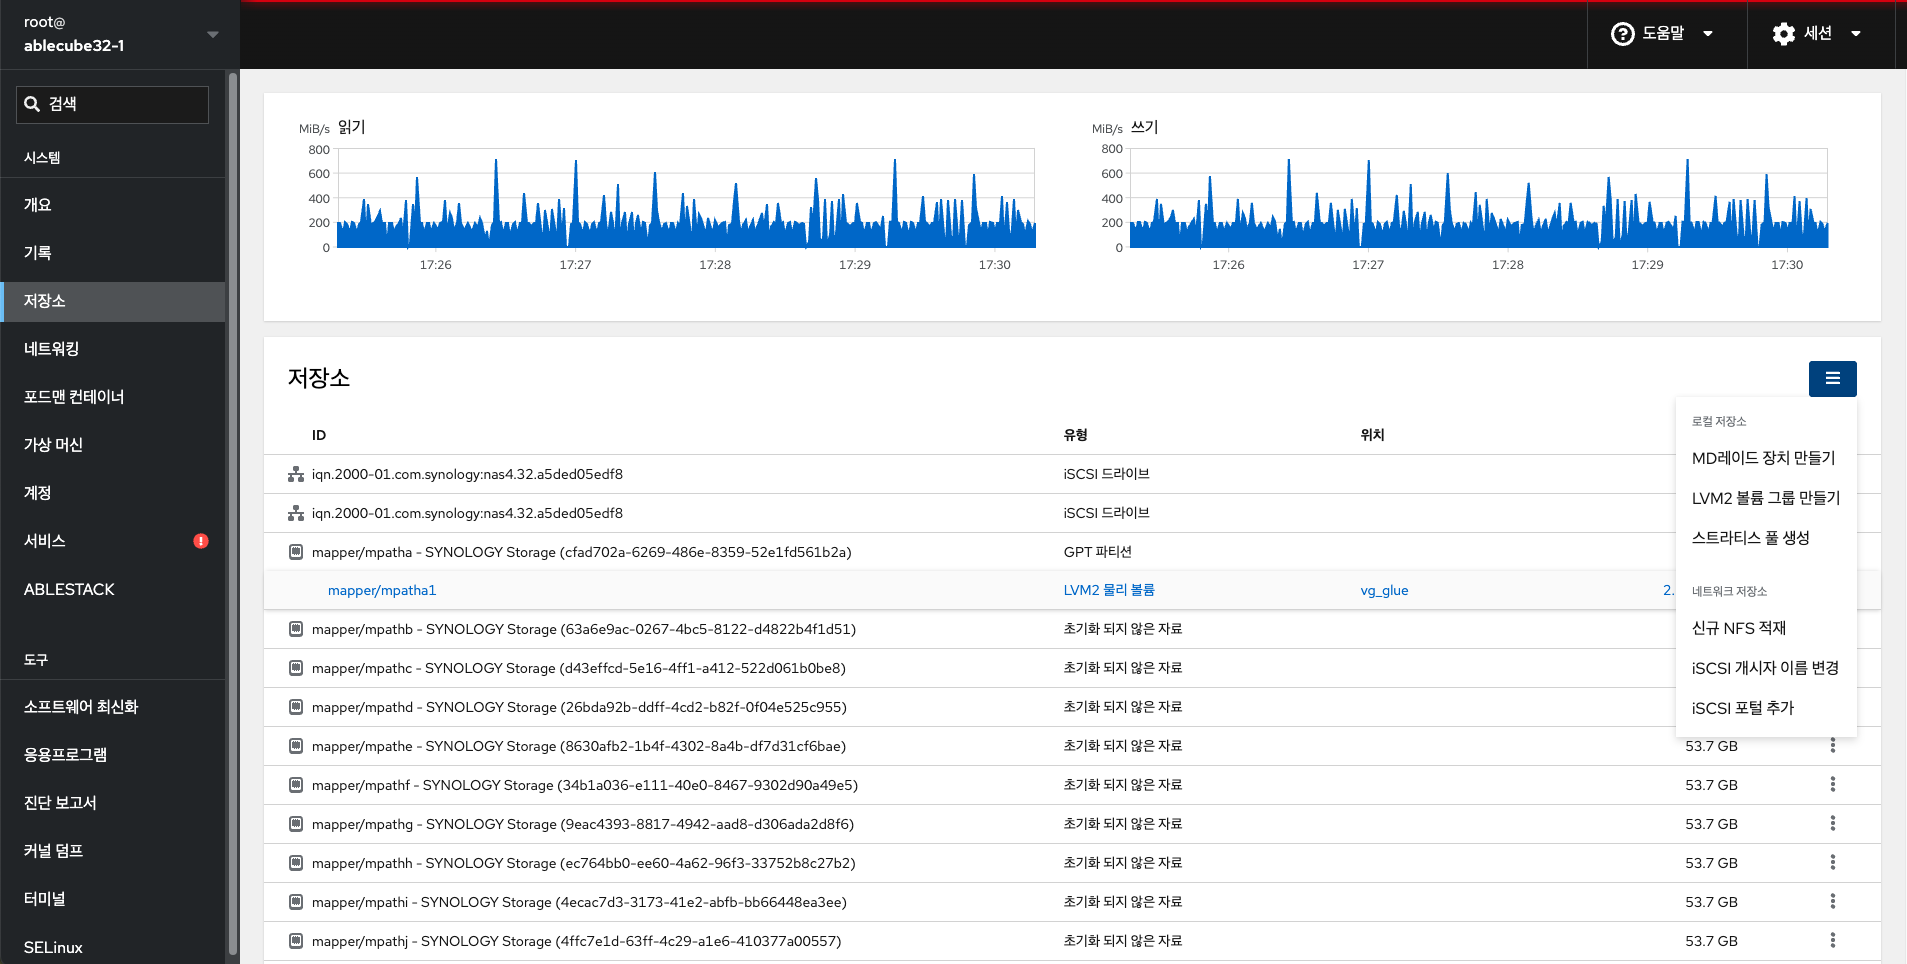 root@
ablecube32-1
도움말
세션
검색
시스템
개요
기록
저장소
네트워킹
포드맨 컨테이너
가상 머신
계정
서비스
ABLESTACK
도구
소프트웨어 최신화
응용프로그램
진단 보고서
커널 덤프
터미널
SELinux
MiB/s 읽기
800
600
400
200
0
17:26 17:27 17:28 17:29 17:30
MiB/s 쓰기
800
600
400
200
0
17:26 17:27 17:28 17:29 17:30
저장소
ID 유형 위치
iqn.2000-01.com.synology:nas4.32.a5ded05edf8 iSCSI 드라이브
iqn.2000-01.com.synology:nas4.32.a5ded05edf8 iSCSI 드라이브
mapper/mpatha - SYNOLOGY Storage (cfad702a-6269-486e-8359-52e1fd561b2a) GPT 파티션
mapper/mpatha1 LVM2 물리 볼륨 vg_glue 2.
mapper/mpathb - SYNOLOGY Storage (63a6e9ac-0267-4bc5-8122-d4822b4f1d51) 초기화 되지 않은 자료
mapper/mpathc - SYNOLOGY Storage (d43effcd-5e16-4ff1-a412-522d061b0be8) 초기화 되지 않은 자료
mapper/mpathd - SYNOLOGY Storage (26bda92b-ddff-4cd2-b82f-0f04e525c955) 초기화 되지 않은 자료
mapper/mpathe - SYNOLOGY Storage (8630afb2-1b4f-4302-8a4b-df7d31cf6bae) 초기화 되지 않은 자료 53.7 GB
mapper/mpathf - SYNOLOGY Storage (34b1a036-e111-40e0-8467-9302d90a49e5) 초기화 되지 않은 자료 53.7 GB
mapper/mpathg - SYNOLOGY Storage (9eac4393-8817-4942-aad8-d306ada2d8f6) 초기화 되지 않은 자료 53.7 GB
mapper/mpathh - SYNOLOGY Storage (ec764bb0-ee60-4a62-96f3-33752b8c27b2) 초기화 되지 않은 자료 53.7 GB
mapper/mpathi - SYNOLOGY Storage (4ecac7d3-3173-41e2-abfb-bb66448ea3ee) 초기화 되지 않은 자료 53.7 GB
mapper/mpathj - SYNOLOGY Storage (4ffc7e1d-63ff-4c29-a1e6-410377a00557) 초기화 되지 않은 자료 53.7 GB
로컬 저장소
MD레이드 장치 만들기
LVM2 볼륨 그룹 만들기
스트라티스 풀 생성
네트워크 저장소
신규 NFS 적재
iSCSI 개시자 이름 변경
iSCSI 포털 추가